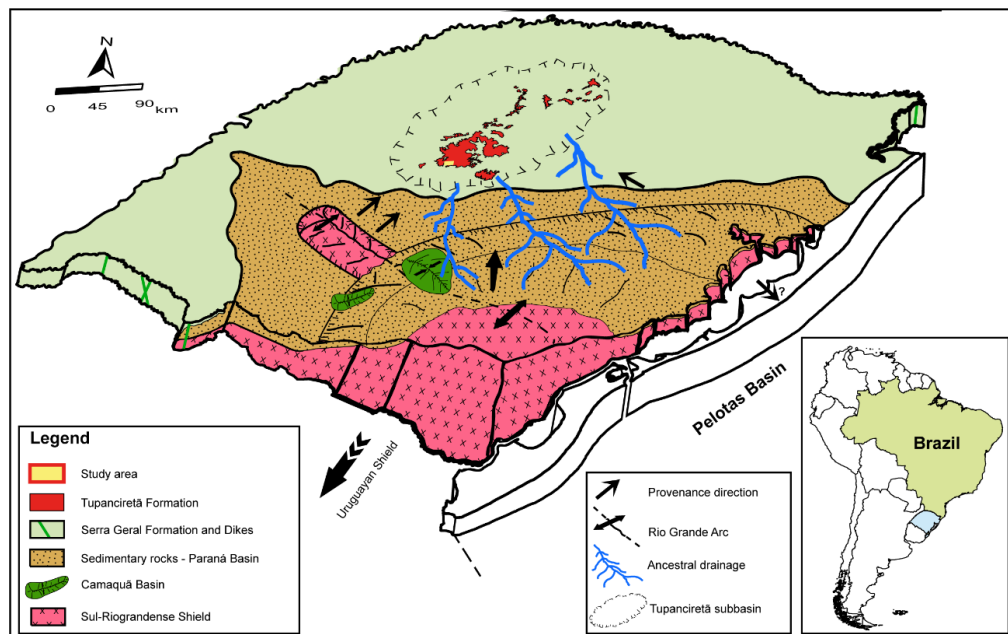 N
0 45 90 km
?
Pelotas Basin
Uruguayan Shield
Legend
Study area
Tupanciretã Formation
Serra Geral Formation and Dikes
Sedimentary rocks - Paraná Basin
Camaquã Basin
Sul-Riograndense Shield
Provenance direction
Rio Grande Arc
Ancestral drainage
Tupanciretã subbasin
Brazil